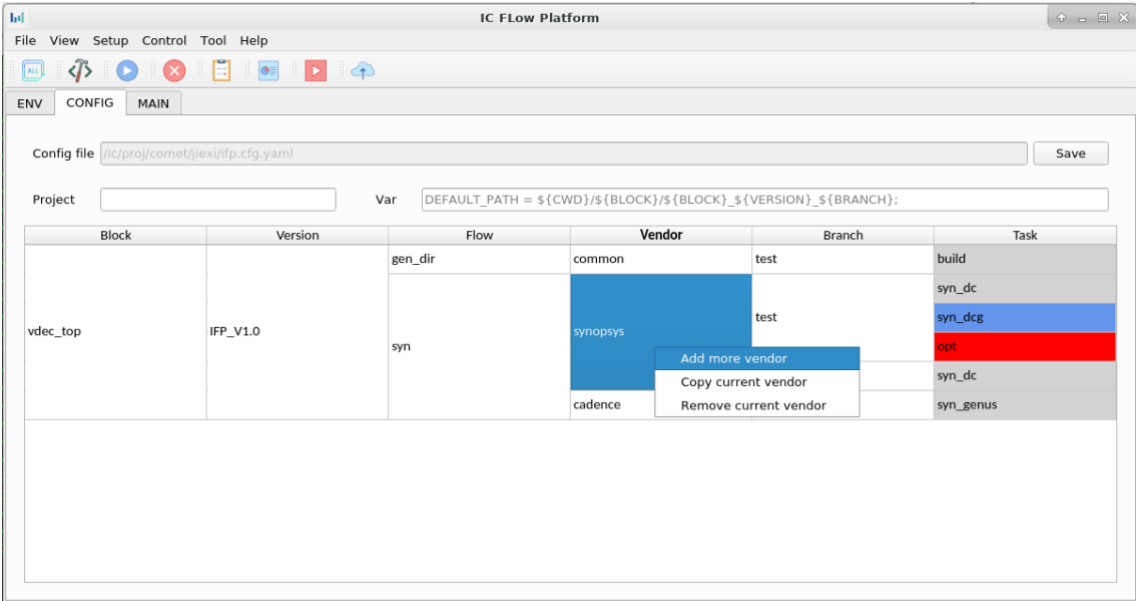 IC FLow Platform
File View Setup Control Tool Help
ALL
ENV CONFIG MAIN
Config file /ic/proj/comet/jiexi/ifp.cfg.yaml Save
Project Var DEFAULT_PATH = ${CWD}/${BLOCK}/${BLOCK}_${VERSION}_${BRANCH};
Block Version Flow Vendor Branch Task
gen_dir common test build
syn_dc
test syn_dcg
vdec_top IFP_V1.0 synopsys
syn opt
Add more vendor
Copy current vendor syn_dc
cadence Remove current vendor syn_genus